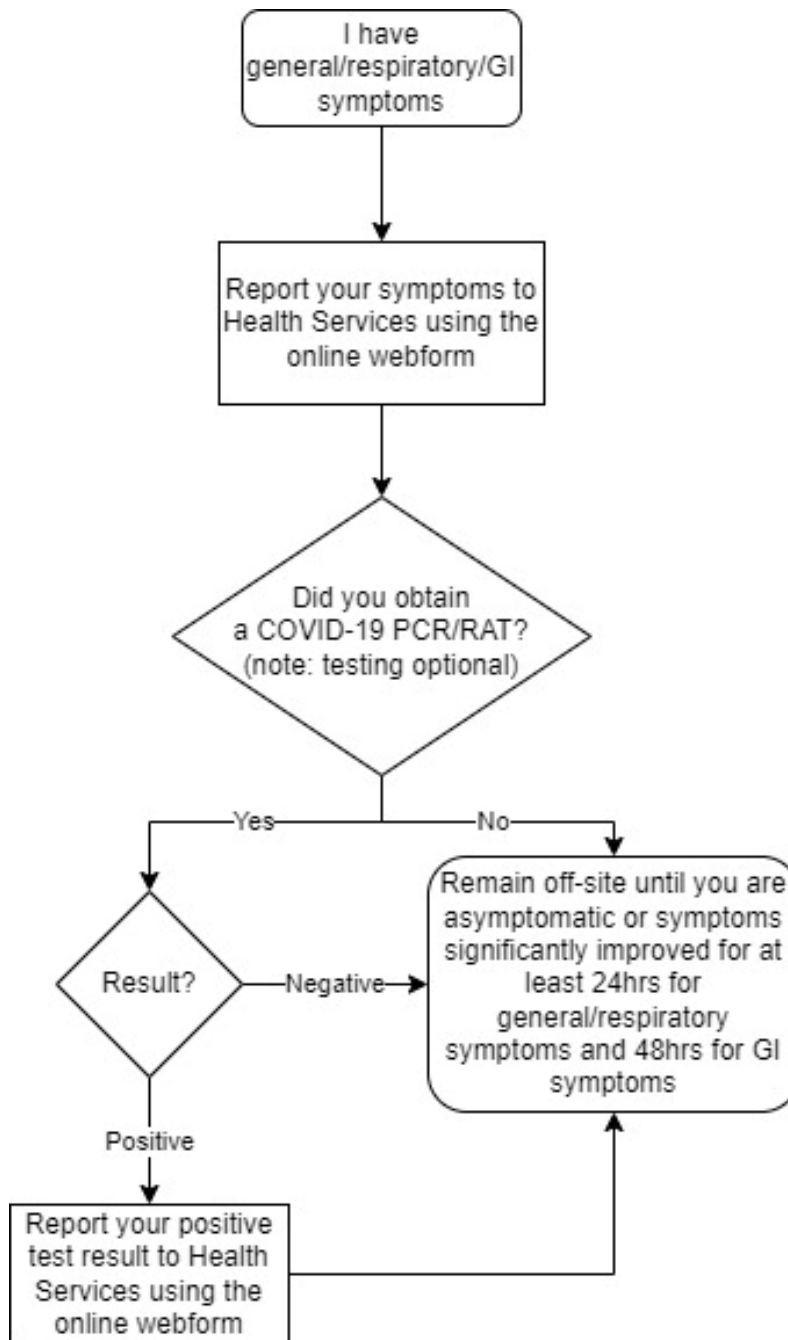 I have
general/respiratory/GI
symptoms
Report your symptoms to
Health Services using the
online webform
Did you obtain
a COVID-19 PCR/RAT?
(note: testing optional)
Yes
No
Result?
Negative
Remain off-site until you are
asymptomatic or symptoms
significantly improved for at
least 24hrs for
general/respiratory
symptoms and 48hrs for GI
symptoms
Positive
Report your positive
test result to Health
Services using the
online webform